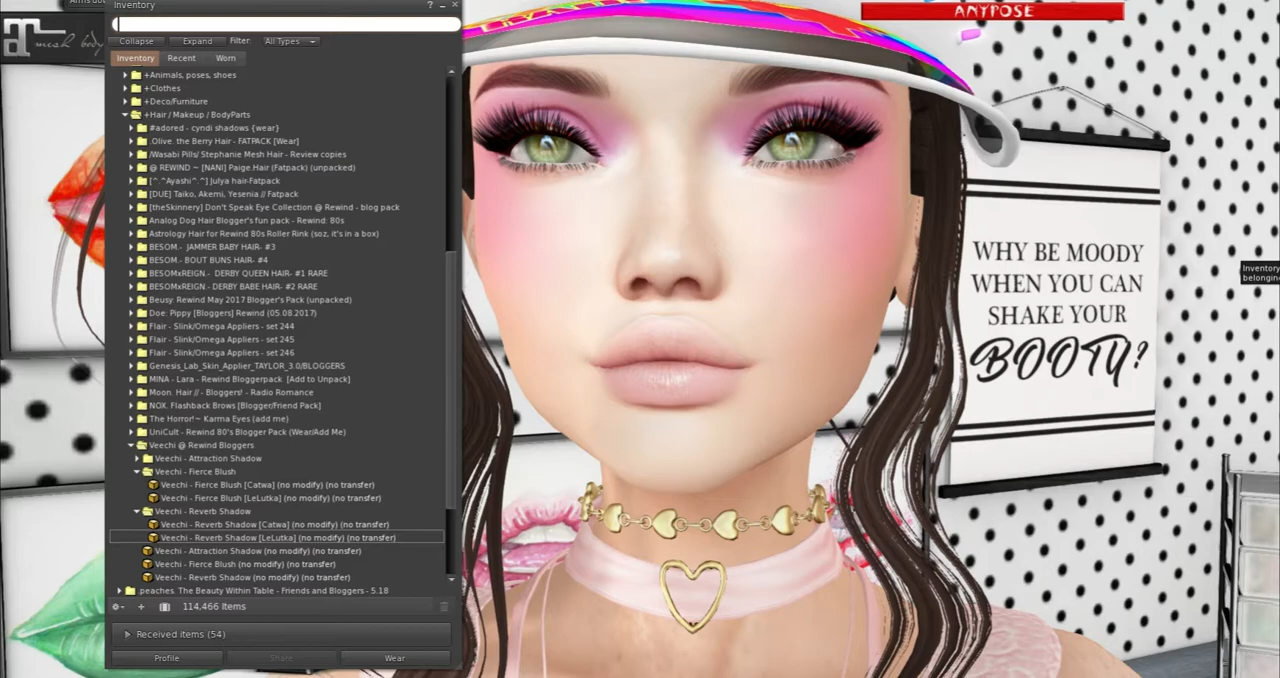 Inventory
? _ ×
Collapse Expand Filter: All Types
Inventory Recent Worn
+Animals, poses, shoes
+Clothes
+Deco/Furniture
+Hair / Makeup / BodyParts
#adored - cyndi shadows {wear}
.Olive. the Berry Hair - FATPACK [Wear]
/Wasabi Pills/ Stephanie Mesh Hair - Review copies
@ REWIND ~ [NANI] Paige.Hair (Fatpack) (unpacked)
[^.^Ayashi^.^] Julya hair-Fatpack
[DUE] Taiko, Akemi, Yesenia // Fatpack
[theSkinnery] Don't Speak Eye Collection @ Rewind - blog pack
Analog Dog Hair Blogger's fun pack - Rewind: 80s
Astrology Hair for Rewind 80s Roller Rink (soz, it's in a box)
BESOM.- JAMMER BABY HAIR- #3
BESOM.- BOUT BUNS HAIR- #4
BESOMxREIGN.- DERBY QUEEN HAIR- #1 RARE
BESOMxREIGN.- DERBY BABE HAIR- #2 RARE
Beusy: Rewind May 2017 Blogger's Pack (unpacked)
Doe: Pippy [Bloggers] Rewind (05.08.2017)
Flair - Slink/Omega Appliers - set 244
Flair - Slink/Omega Appliers - set 245
Flair - Slink/Omega Appliers - set 246
Genesis_Lab_Skin_Applier_TAYLOR_3.0/BLOGGERS
MINA - Lara - Rewind Bloggerpack [Add to Unpack]
Moon. Hair // - Bloggers! - Radio Romance
NOX. Flashback Brows [Blogger/Friend Pack]
The Horror!~ Karma Eyes (add me)
UniCult - Rewind 80's Blogger Pack (Wear/Add Me)
Veechi @ Rewind Bloggers
Veechi - Attraction Shadow
Veechi - Fierce Blush
Veechi - Fierce Blush [Catwa] (no modify) (no transfer)
Veechi - Fierce Blush [LeLutka] (no modify) (no transfer)
Veechi - Reverb Shadow
Veechi - Reverb Shadow [Catwa] (no modify) (no transfer)
Veechi - Reverb Shadow [LeLutka] (no modify) (no transfer)
Veechi - Attraction Shadow (no modify) (no transfer)
Veechi - Fierce Blush (no modify) (no transfer)
Veechi - Reverb Shadow (no modify) (no transfer)
.peaches. The Beauty Within Table - Friends and Bloggers - 5.18
114,466 Items
Received items (54)
Profile Share Wear
mesh body
ANYPOSE
WHY BE MOODY
WHEN YOU CAN
SHAKE YOUR
BOOTY?
Inventory
belonging